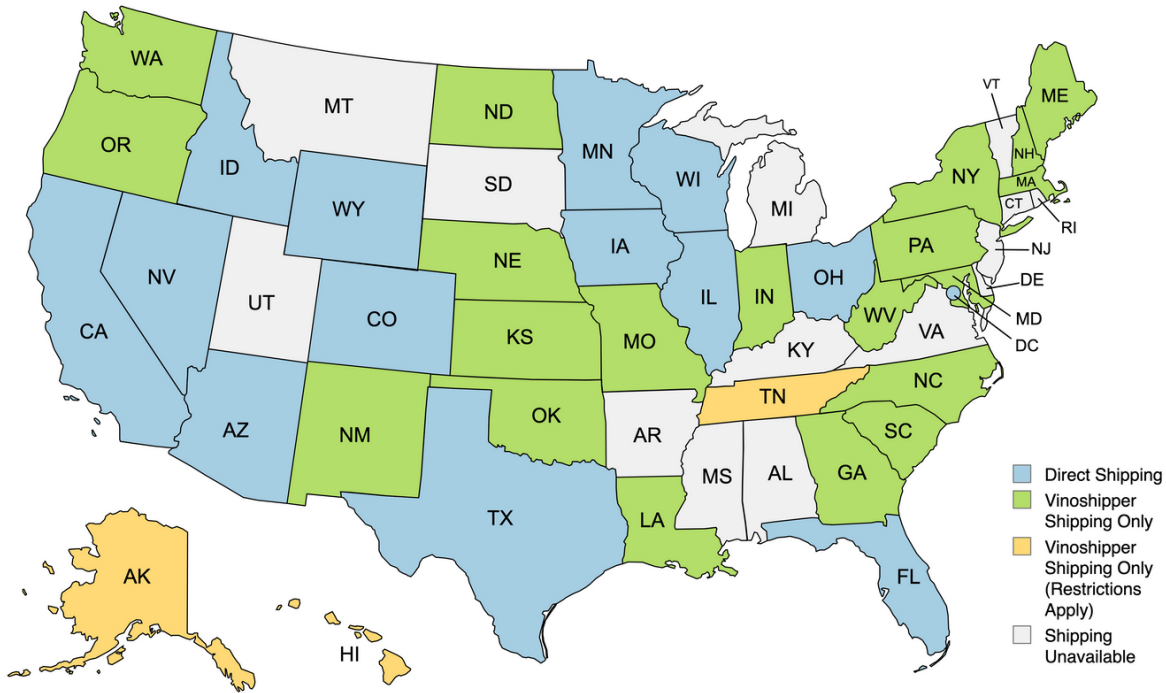 WA
MT
ND
MN
VT
ME
OR
ID
SD
WI
MI
NY
NH
MA
CT
RI
WY
IA
NE
PA
NJ
NV
UT
CO
IL
IN
OH
DE
CA
KS
MO
WV
VA
MD
DC
KY
AZ
NM
OK
AR
TN
NC
SC
MS
AL
GA
TX
LA
FL
AK
HI
Direct Shipping
Vinoshipper
Shipping Only
Vinoshipper
Shipping Only
(Restrictions
Apply)
Shipping
Unavailable